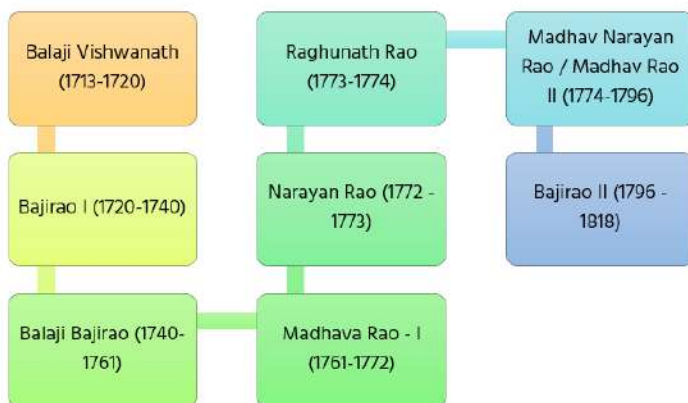 Balaji Vishwanath
(1713-1720)
Bajirao I (1720-1740)
Balaji Bajirao (1740-
1761)
Madhava Rao - I
(1761-1772)
Narayan Rao (1772 -
1773)
Raghunath Rao
(1773-1774)
Madhav Narayan
Rao / Madhav Rao
II (1774-1796)
Bajirao II (1796 -
1818)